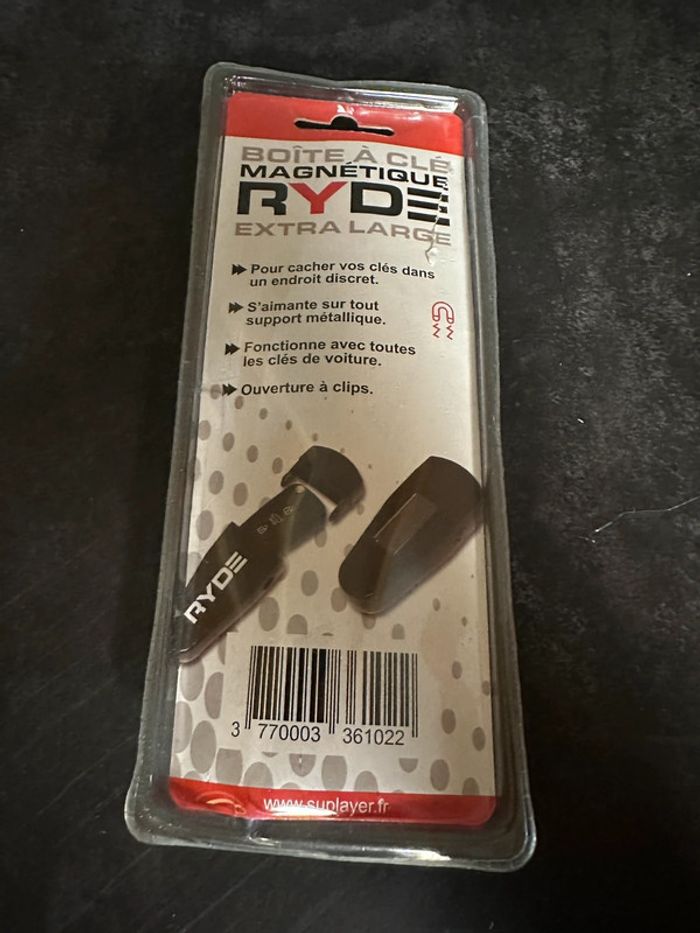 BOÎTE À CLÉ
MAGNÉTIQUE
RYDE
EXTRA LARGE
Pour cacher vos clés dans
un endroit discret.
S'aimante sur tout
support métallique.
Fonctionne avec toutes
les clés de voiture.
Ouverture à clips.
RYDE
3 770003 361022
www.suplayer.fr